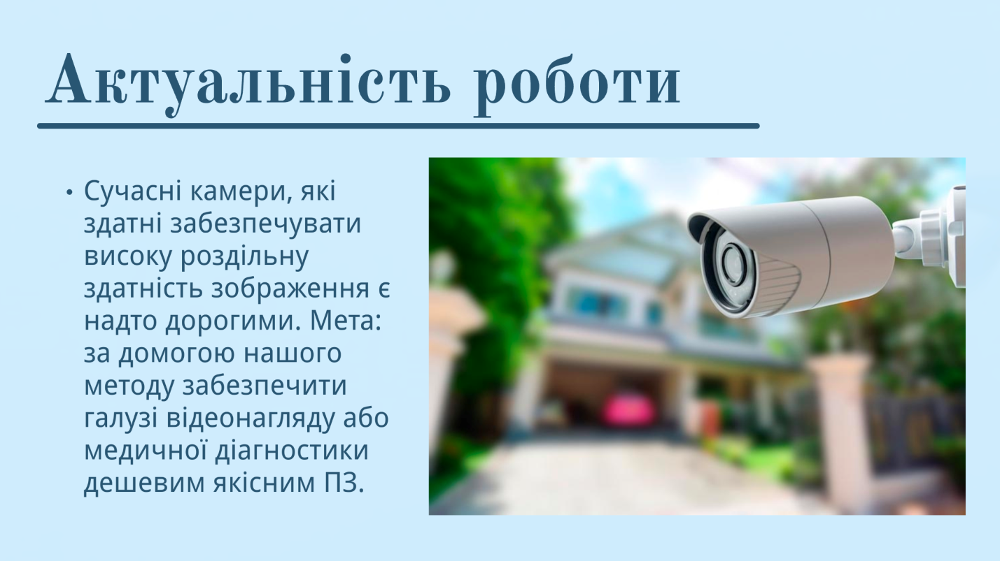 Актуальність роботи
• Сучасні камери, які
здатні забезпечувати
високу роздільну
здатність зображення є
надто дорогими. Мета:
за домогою нашого
методу забезпечити
галузі відеонагляду або
медичної діагностики
дешевим якісним ПЗ.